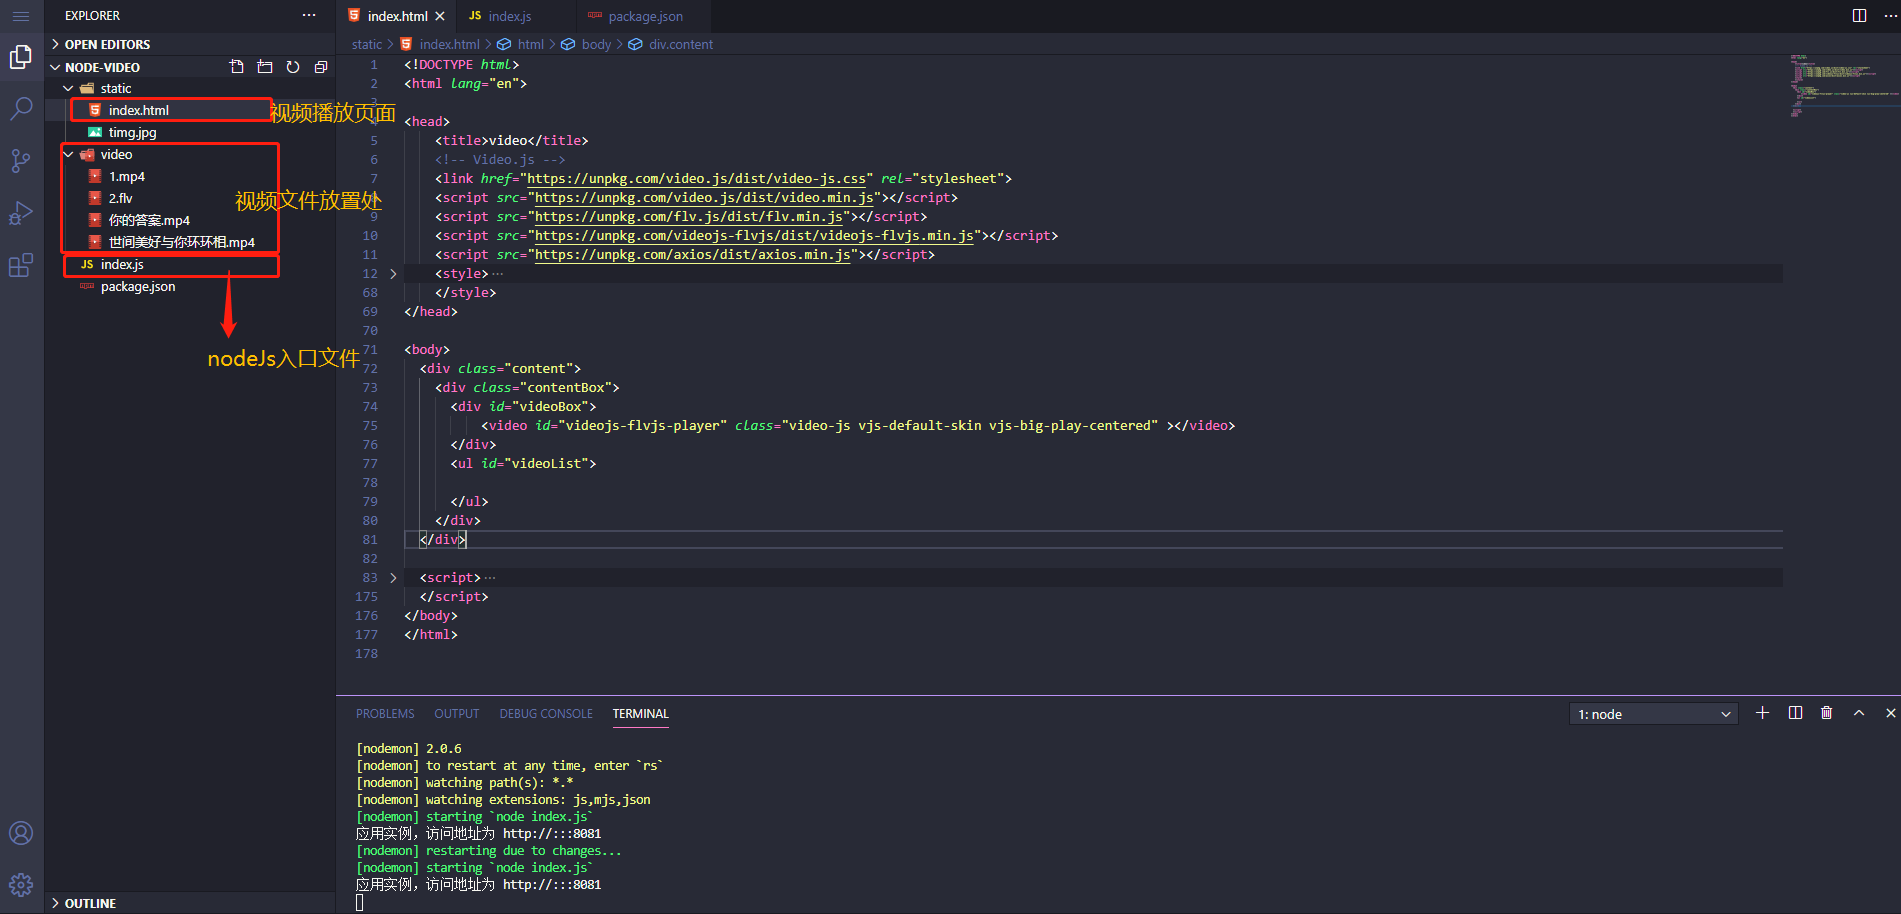 EXPLORER
OPEN EDITORS
NODE-VIDEO
static
index.html
视频播放页面
timg.jpg
video
1.mp4
2.flv
视频文件放置处
你的答案.mp4
世间美好与你环环相.mp4
JS index.js
package.json
nodeJs入口文件
OUTLINE
index.html
JS index.js
package.json
static > index.html > html > body > div.content
1 <!DOCTYPE html>
2 <html lang="en">
3
4 <head>
5 <title>video</title>
6 <!-- Video.js -->
7 <link href="https://unpkg.com/video.js/dist/video-js.css" rel="stylesheet">
<script src="https://unpkg.com/video.js/dist/video.min.js"></script>
9 <script src="https://unpkg.com/flv.js/dist/flv.min.js"></script>
10 <script src="https://unpkg.com/videojs-flvjs/dist/videojs-flvjs.min.js"></script>
11 <script src="https://unpkg.com/axios/dist/axios.min.js"></script>
12 <style>…
68 </style>
69 </head>
70
71 <body>
72 <div class="content">
73 <div class="contentBox">
74 <div id="videoBox">
75 <video id="videojs-flvjs-player" class="video-js vjs-default-skin vjs-big-play-centered" ></video>
76 </div>
77 <ul id="videoList">
78
79 </ul>
80 </div>
81 </div>
82
83 <script>…
175 </script>
176 </body>
177 </html>
178
PROBLEMS
OUTPUT
DEBUG CONSOLE
TERMINAL
1: node
[nodemon] 2.0.6
[nodemon] to restart at any time, enter `rs`
[nodemon] watching path(s): *.*
[nodemon] watching extensions: js,mjs,json
[nodemon] starting `node index.js`
应用实例，访问地址为 http://:::8081
[nodemon] restarting due to changes...
[nodemon] starting `node index.js`
应用实例，访问地址为 http://:::8081